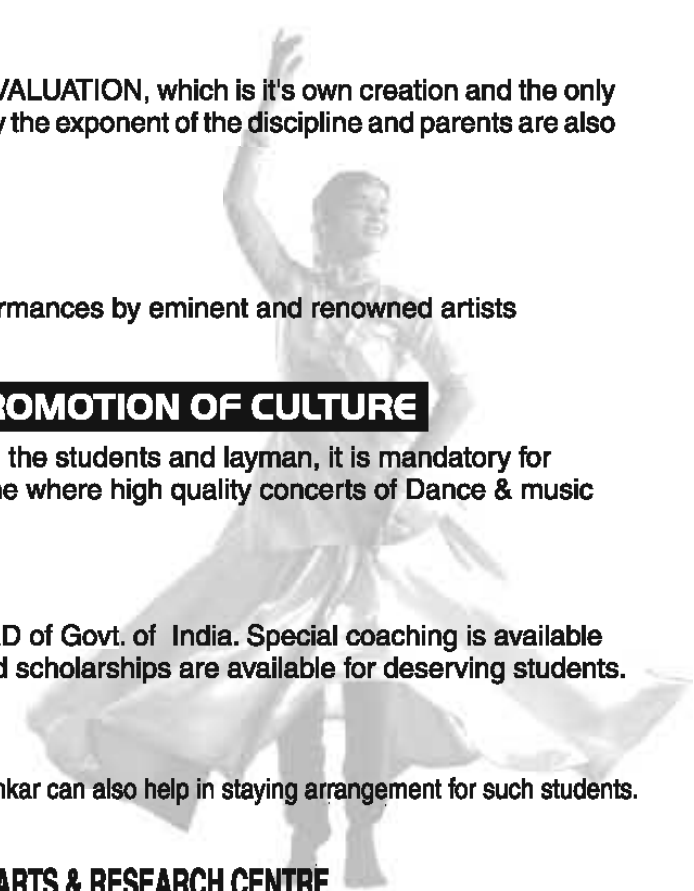 VALUATION, which is it's own creation and the only
y the exponent of the discipline and parents are also
rmances by eminent and renowned artists
ROMOTION OF CULTURE
the students and layman, it is mandatory for
ne where high quality concerts of Dance & music
D of Govt. of India. Special coaching is available
d scholarships are available for deserving students.
nkar can also help in staying arrangement for such students.
ARTS & RESEARCH CENTRE